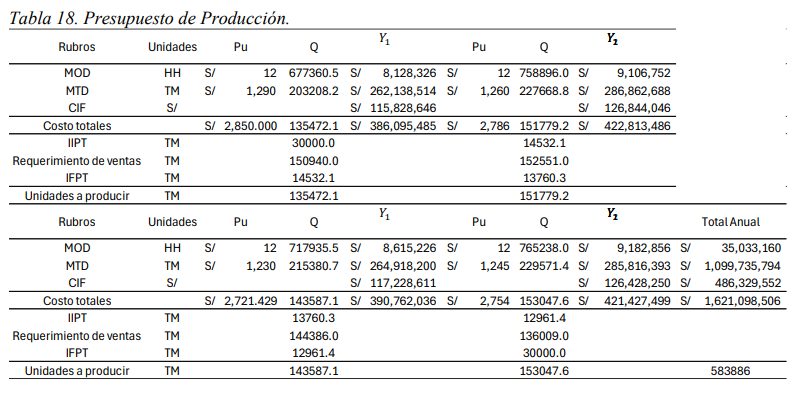 Tabla 18. Presupuesto de Producción.
Rubros Unidades Pu Q Y1 Pu Q Y2
MOD HH S/ 12 677360.5 S/ 8,128,326 S/ 12 758896.0 S/ 9,106,752
MTD TM S/ 1,290 203208.2 S/ 262,138,514 S/ 1,260 227668.8 S/ 286,862,688
CIF S/ S/ 115,828,646 S/ 126,844,046
Costo totales S/ 2,850.000 135472.1 S/ 386,095,485 S/ 2,786 151779.2 S/ 422,813,486
IIPT TM 30000.0 14532.1
Requerimiento de ventas TM 150940.0 152551.0
IFPT TM 14532.1 13760.3
Unidades a producir TM 135472.1 151779.2
Rubros Unidades Pu Q Y1 Pu Q Y2 Total Anual
MOD HH S/ 12 717935.5 S/ 8,615,226 S/ 12 765238.0 S/ 9,182,856 S/ 35,033,160
MTD TM S/ 1,230 215380.7 S/ 264,918,200 S/ 1,245 229571.4 S/ 285,816,393 S/ 1,099,735,794
CIF S/ S/ 117,228,611 S/ 126,428,250 S/ 486,329,552
Costo totales S/ 2,721.429 143587.1 S/ 390,762,036 S/ 2,754 153047.6 S/ 421,427,499 S/ 1,621,098,506
IIPT TM 13760.3 12961.4
Requerimiento de ventas TM 144386.0 136009.0
IFPT TM 12961.4 30000.0
Unidades a producir TM 143587.1 153047.6 583886